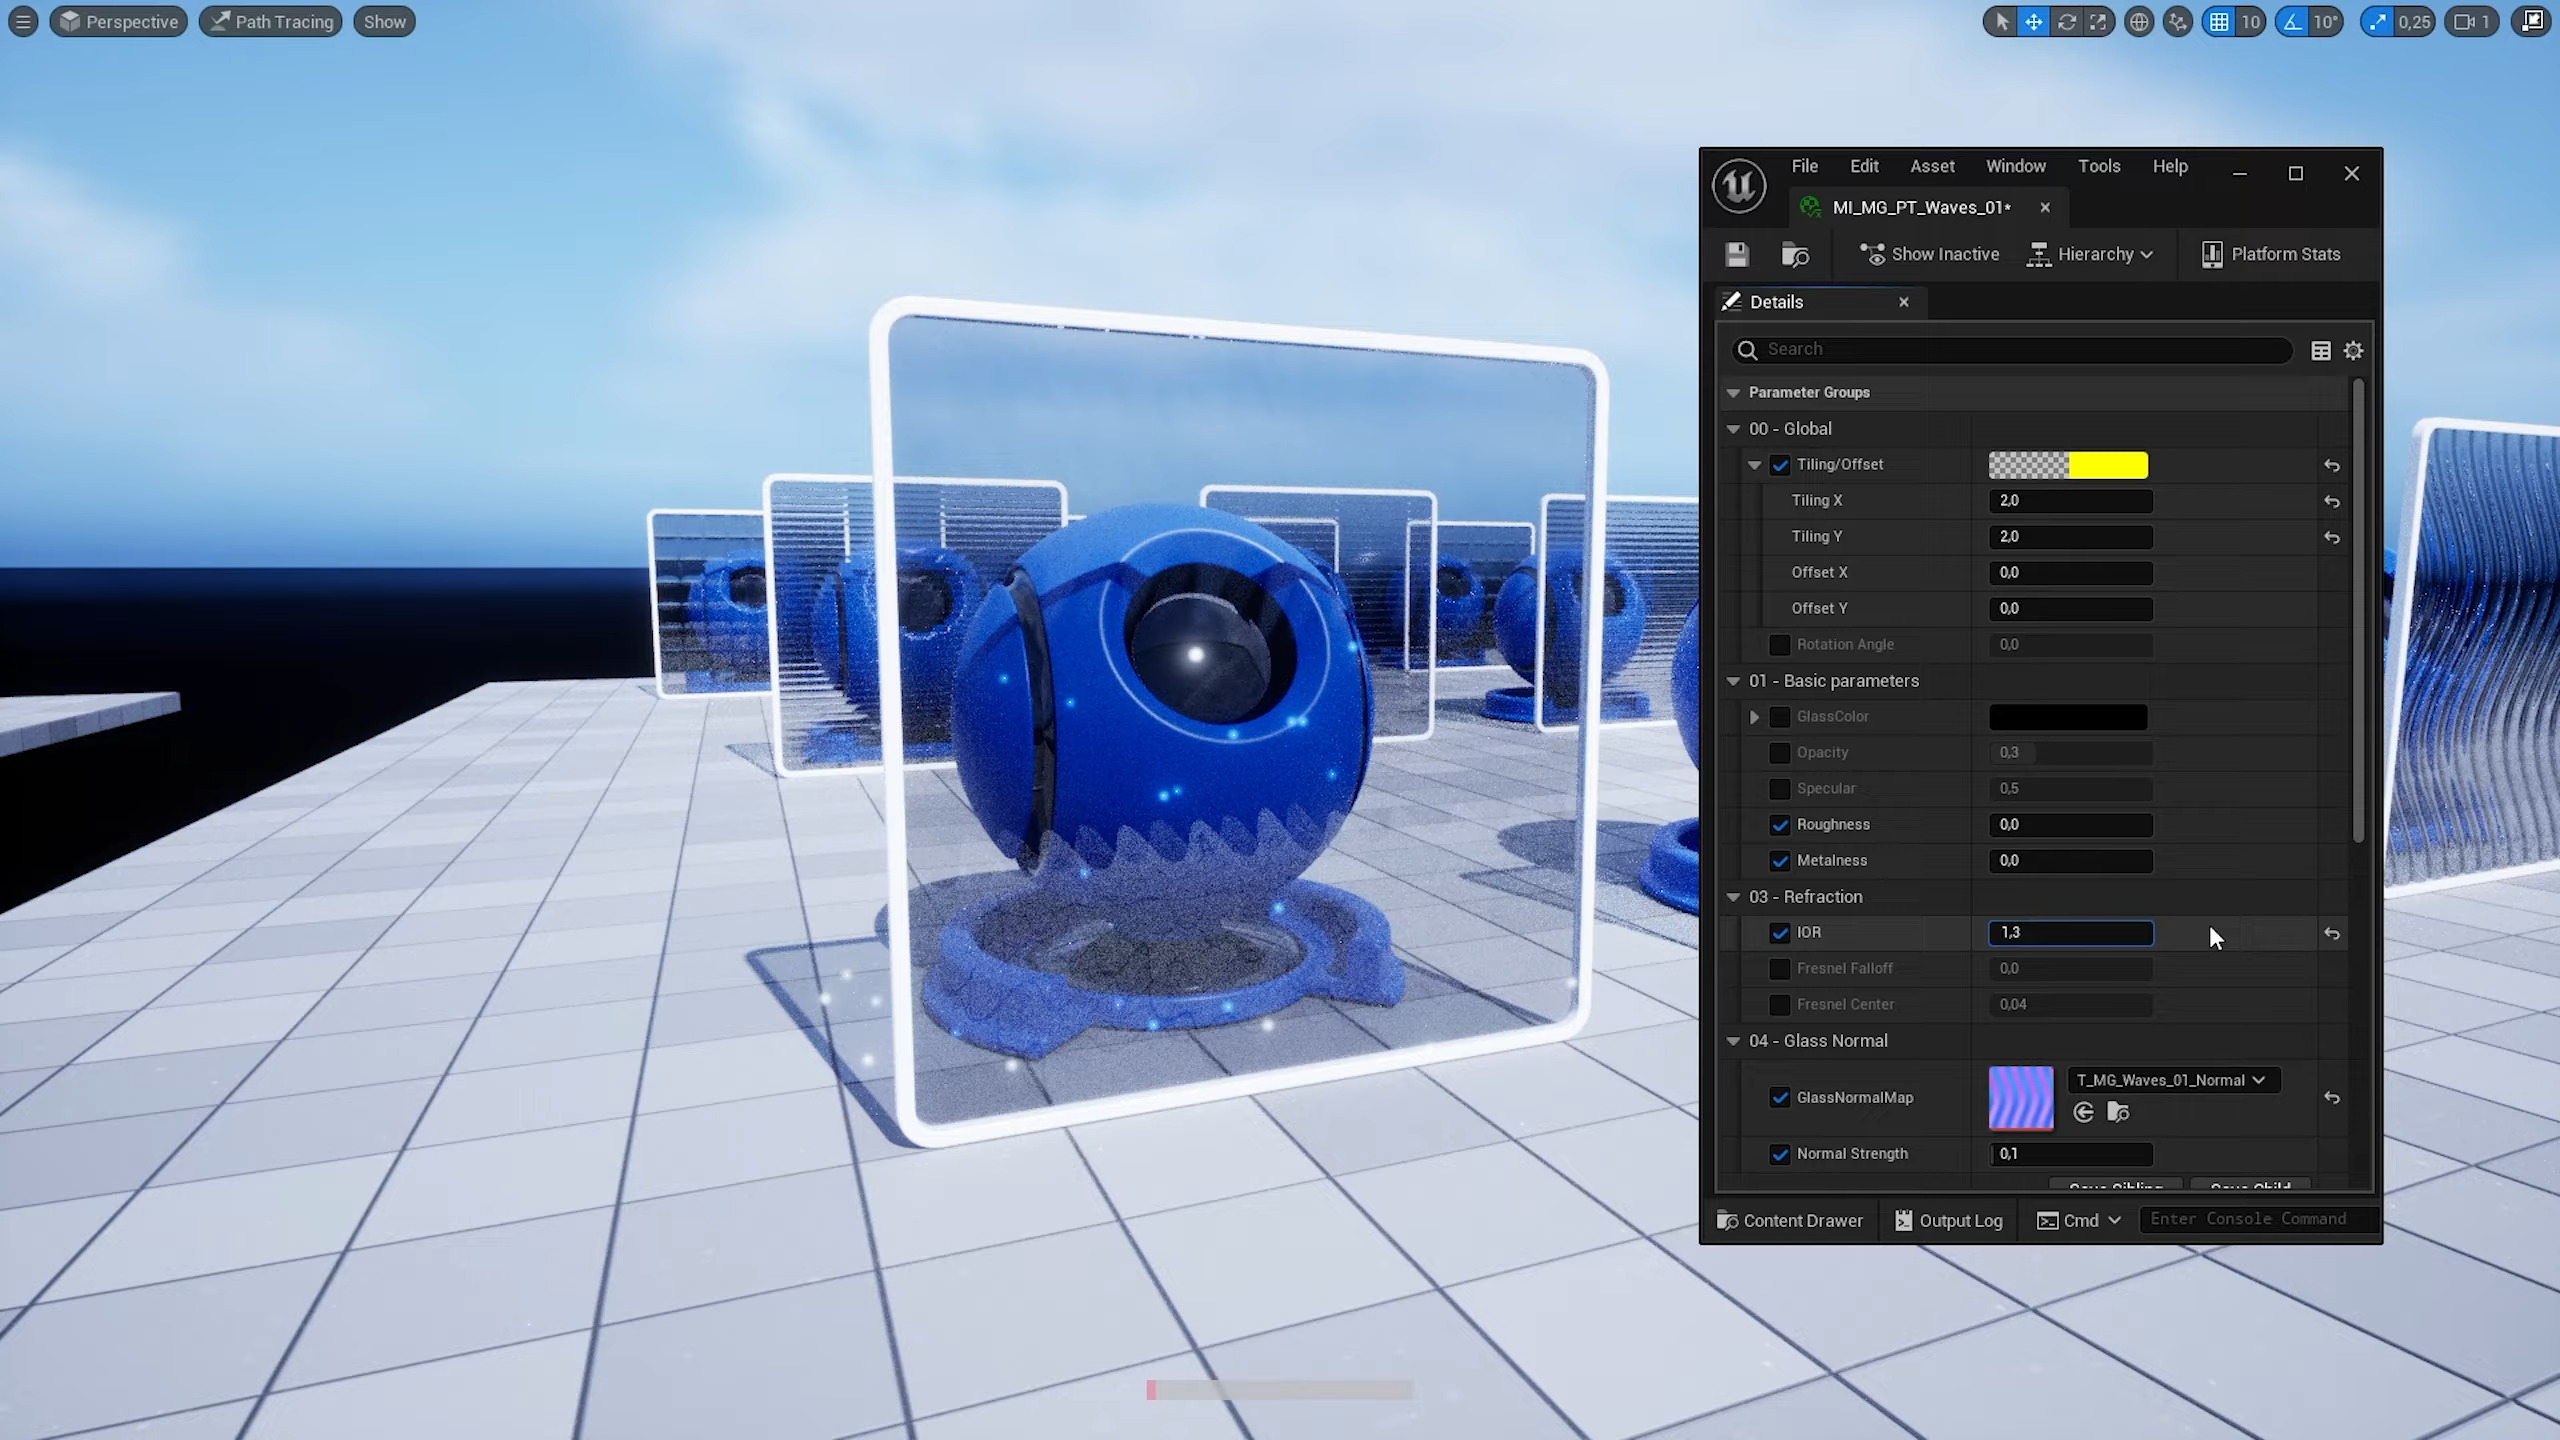 Perspective
Path Tracing
Show
10
10°
0,25
1
File Edit Asset Window Tools Help
MI_MG_PT_Waves_01*
Show Inactive
Hierarchy
Platform Stats
Details
Search
Parameter Groups
00 - Global
Tiling/Offset
Tiling X 2,0
Tiling Y 2,0
Offset X 0,0
Offset Y 0,0
Rotation Angle 0,0
01 - Basic parameters
GlassColor
Opacity 0,3
Specular 0,5
Roughness 0,0
Metalness 0,0
03 - Refraction
IOR 1,3
Fresnel Falloff 0,0
Fresnel Center 0,04
04 - Glass Normal
T_MG_Waves_01_Normal
GlassNormalMap
Normal Strength 0,1
Save Sibling Save Child
Content Drawer Output Log Cmd Enter Console Command